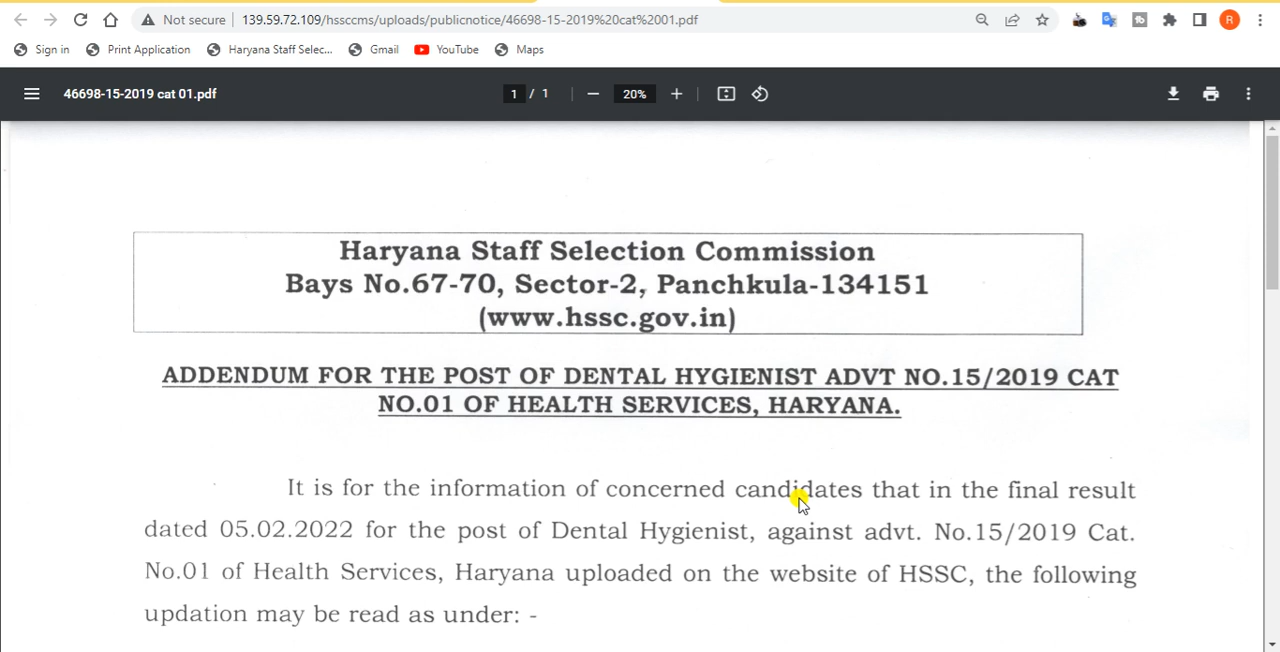 Not secure
139.59.72.109/hssccms/uploads/publicnotice/46698-15-2019%20cat%2001.pdf
R
Sign in
Print Application
Haryana Staff Selec...
Gmail
YouTube
Maps
46698-15-2019 cat 01.pdf
1 / 1
20%
Haryana Staff Selection Commission
Bays No.67-70, Sector-2, Panchkula-134151
(www.hssc.gov.in)
ADDENDUM FOR THE POST OF DENTAL HYGIENIST ADVT NO.15/2019 CAT
NO.01 OF HEALTH SERVICES, HARYANA.
It is for the information of concerned candidates that in the final result
dated 05.02.2022 for the post of Dental Hygienist, against advt. No.15/2019 Cat.
No.01 of Health Services, Haryana uploaded on the website of HSSC, the following
updation may be read as under: -